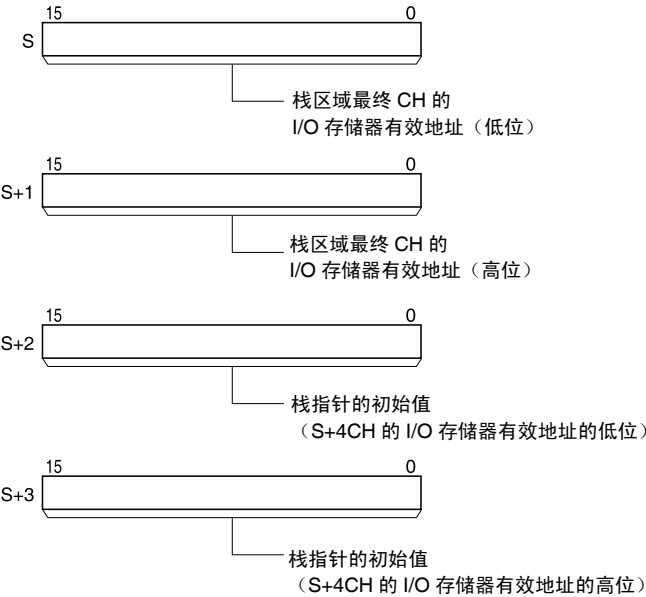 15 0
S
栈区域最终 CH 的
I/O 存储器有效地址（低位）
15 0
S+1
栈区域最终 CH 的
I/O 存储器有效地址（高位）
15 0
S+2
栈指针的初始值
（S+4CH 的 I/O 存储器有效地址的低位）
15 0
S+3
栈指针的初始值
（S+4CH 的 I/O 存储器有效地址的高位）